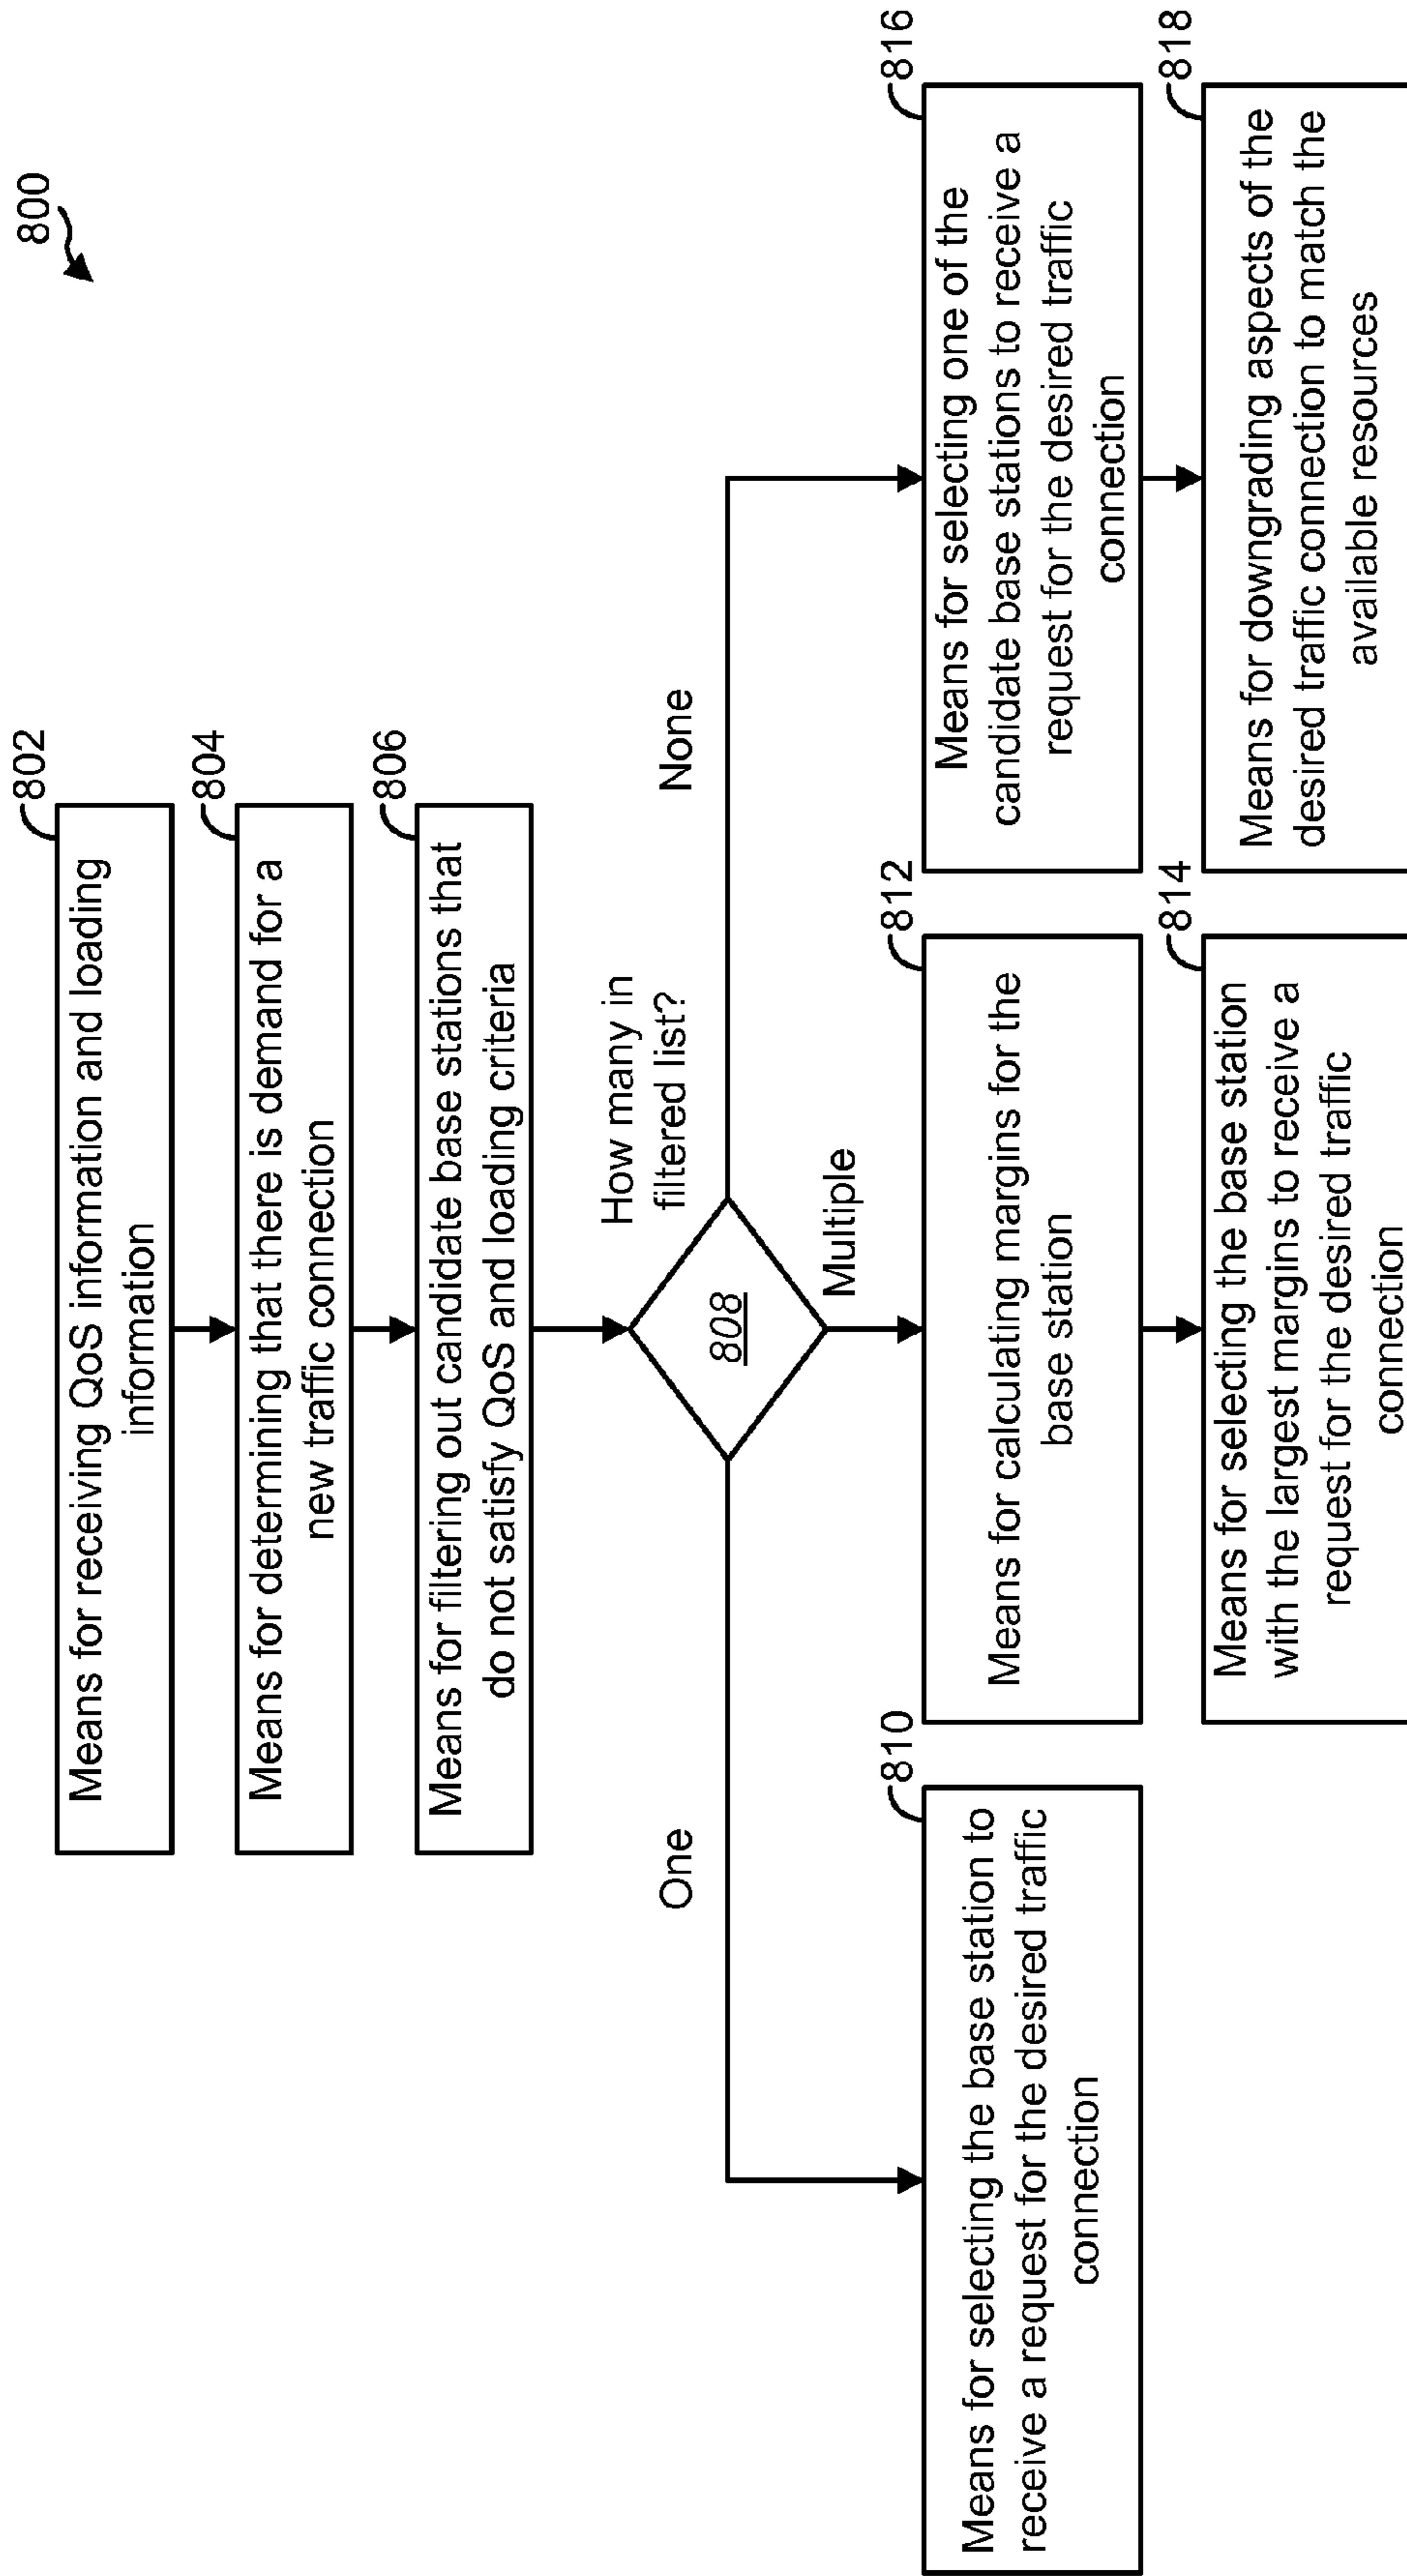 800
802
Means for receiving QoS information and loading
information
804
Means for determining that there is demand for a
new traffic connection
806
Means for filtering out candidate base stations that
do not satisfy QoS and loading criteria
How many in
filtered list?
808
One
Multiple
None
810
Means for selecting the base station to
receive a request for the desired traffic
connection
812
Means for calculating margins for the
base station
814
Means for selecting the base station
with the largest margins to receive a
request for the desired traffic
connection
816
Means for selecting one of the
candidate base stations to receive a
request for the desired traffic
connection
818
Means for downgrading aspects of the
desired traffic connection to match the
available resources